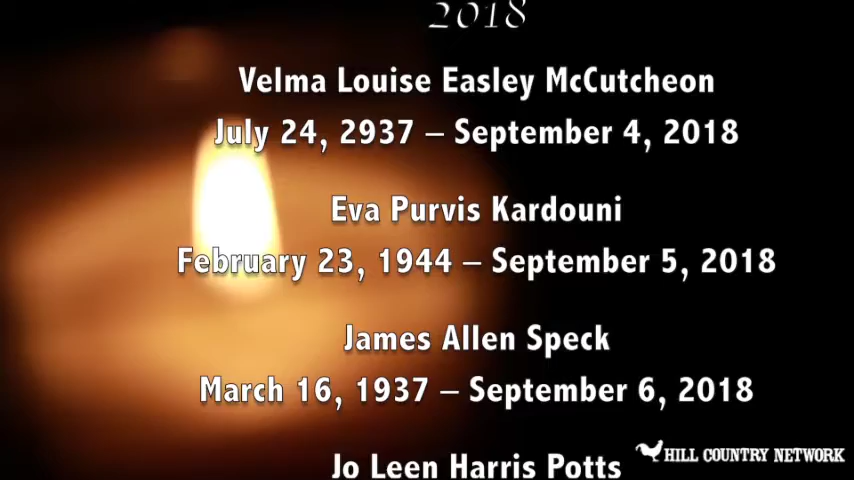 2018
Velma Louise Easley McCutcheon
July 24, 2937 – September 4, 2018
Eva Purvis Kardouni
February 23, 1944 – September 5, 2018
James Allen Speck
March 16, 1937 – September 6, 2018
Jo Leen Harris Potts
HILL COUNTRY NETWORK